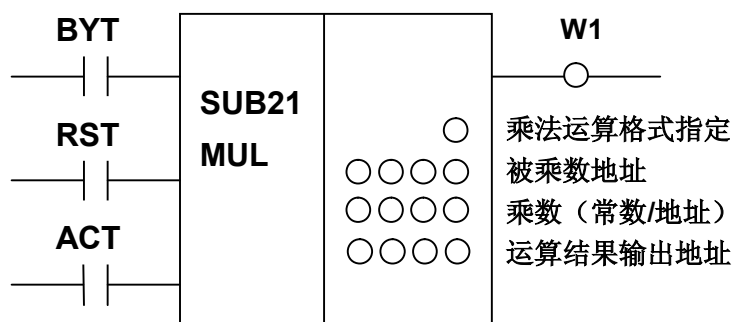 BYT
W1
SUB21
MUL
RST
ACT
乘法运算格式指定
被乘数地址
乘数（常数/地址）
运算结果输出地址